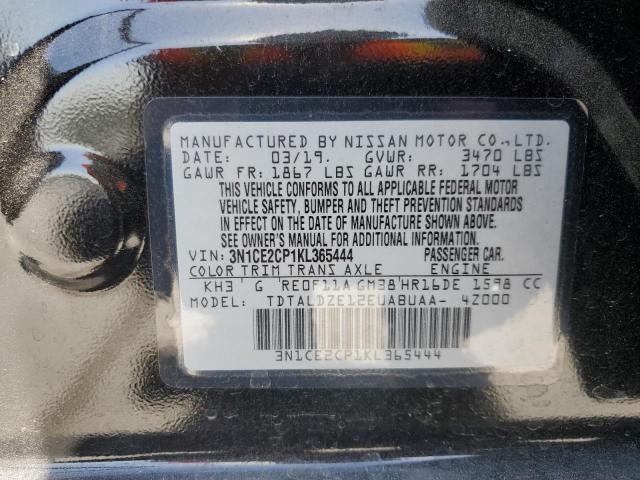 MANUFACTURED BY NISSAN MOTOR CO., LTD.
DATE: 03/19. GVWR: 3470 LBS
GAWR FR: 1867 LBS GAWR RR: 1704 LBS
THIS VEHICLE CONFORMS TO ALL APPLICABLE FEDERAL MOTOR
VEHICLE SAFETY, BUMPER AND THEFT PREVENTION STANDARDS
IN EFFECT ON THE DATE OF MANUFACTURE SHOWN ABOVE.
SEE OWNER'S MANUAL FOR ADDITIONAL INFORMATION.
VIN: 3N1CE2CP1KL365444 PASSENGER CAR.
COLOR TRIM TRANS AXLE ENGINE
KH3 G RE0F11A GM38 HR16DE 1598 CC
MODEL: TDTALDZE12EUABUAA- 4Z000
3N1CE2CP1KL365444